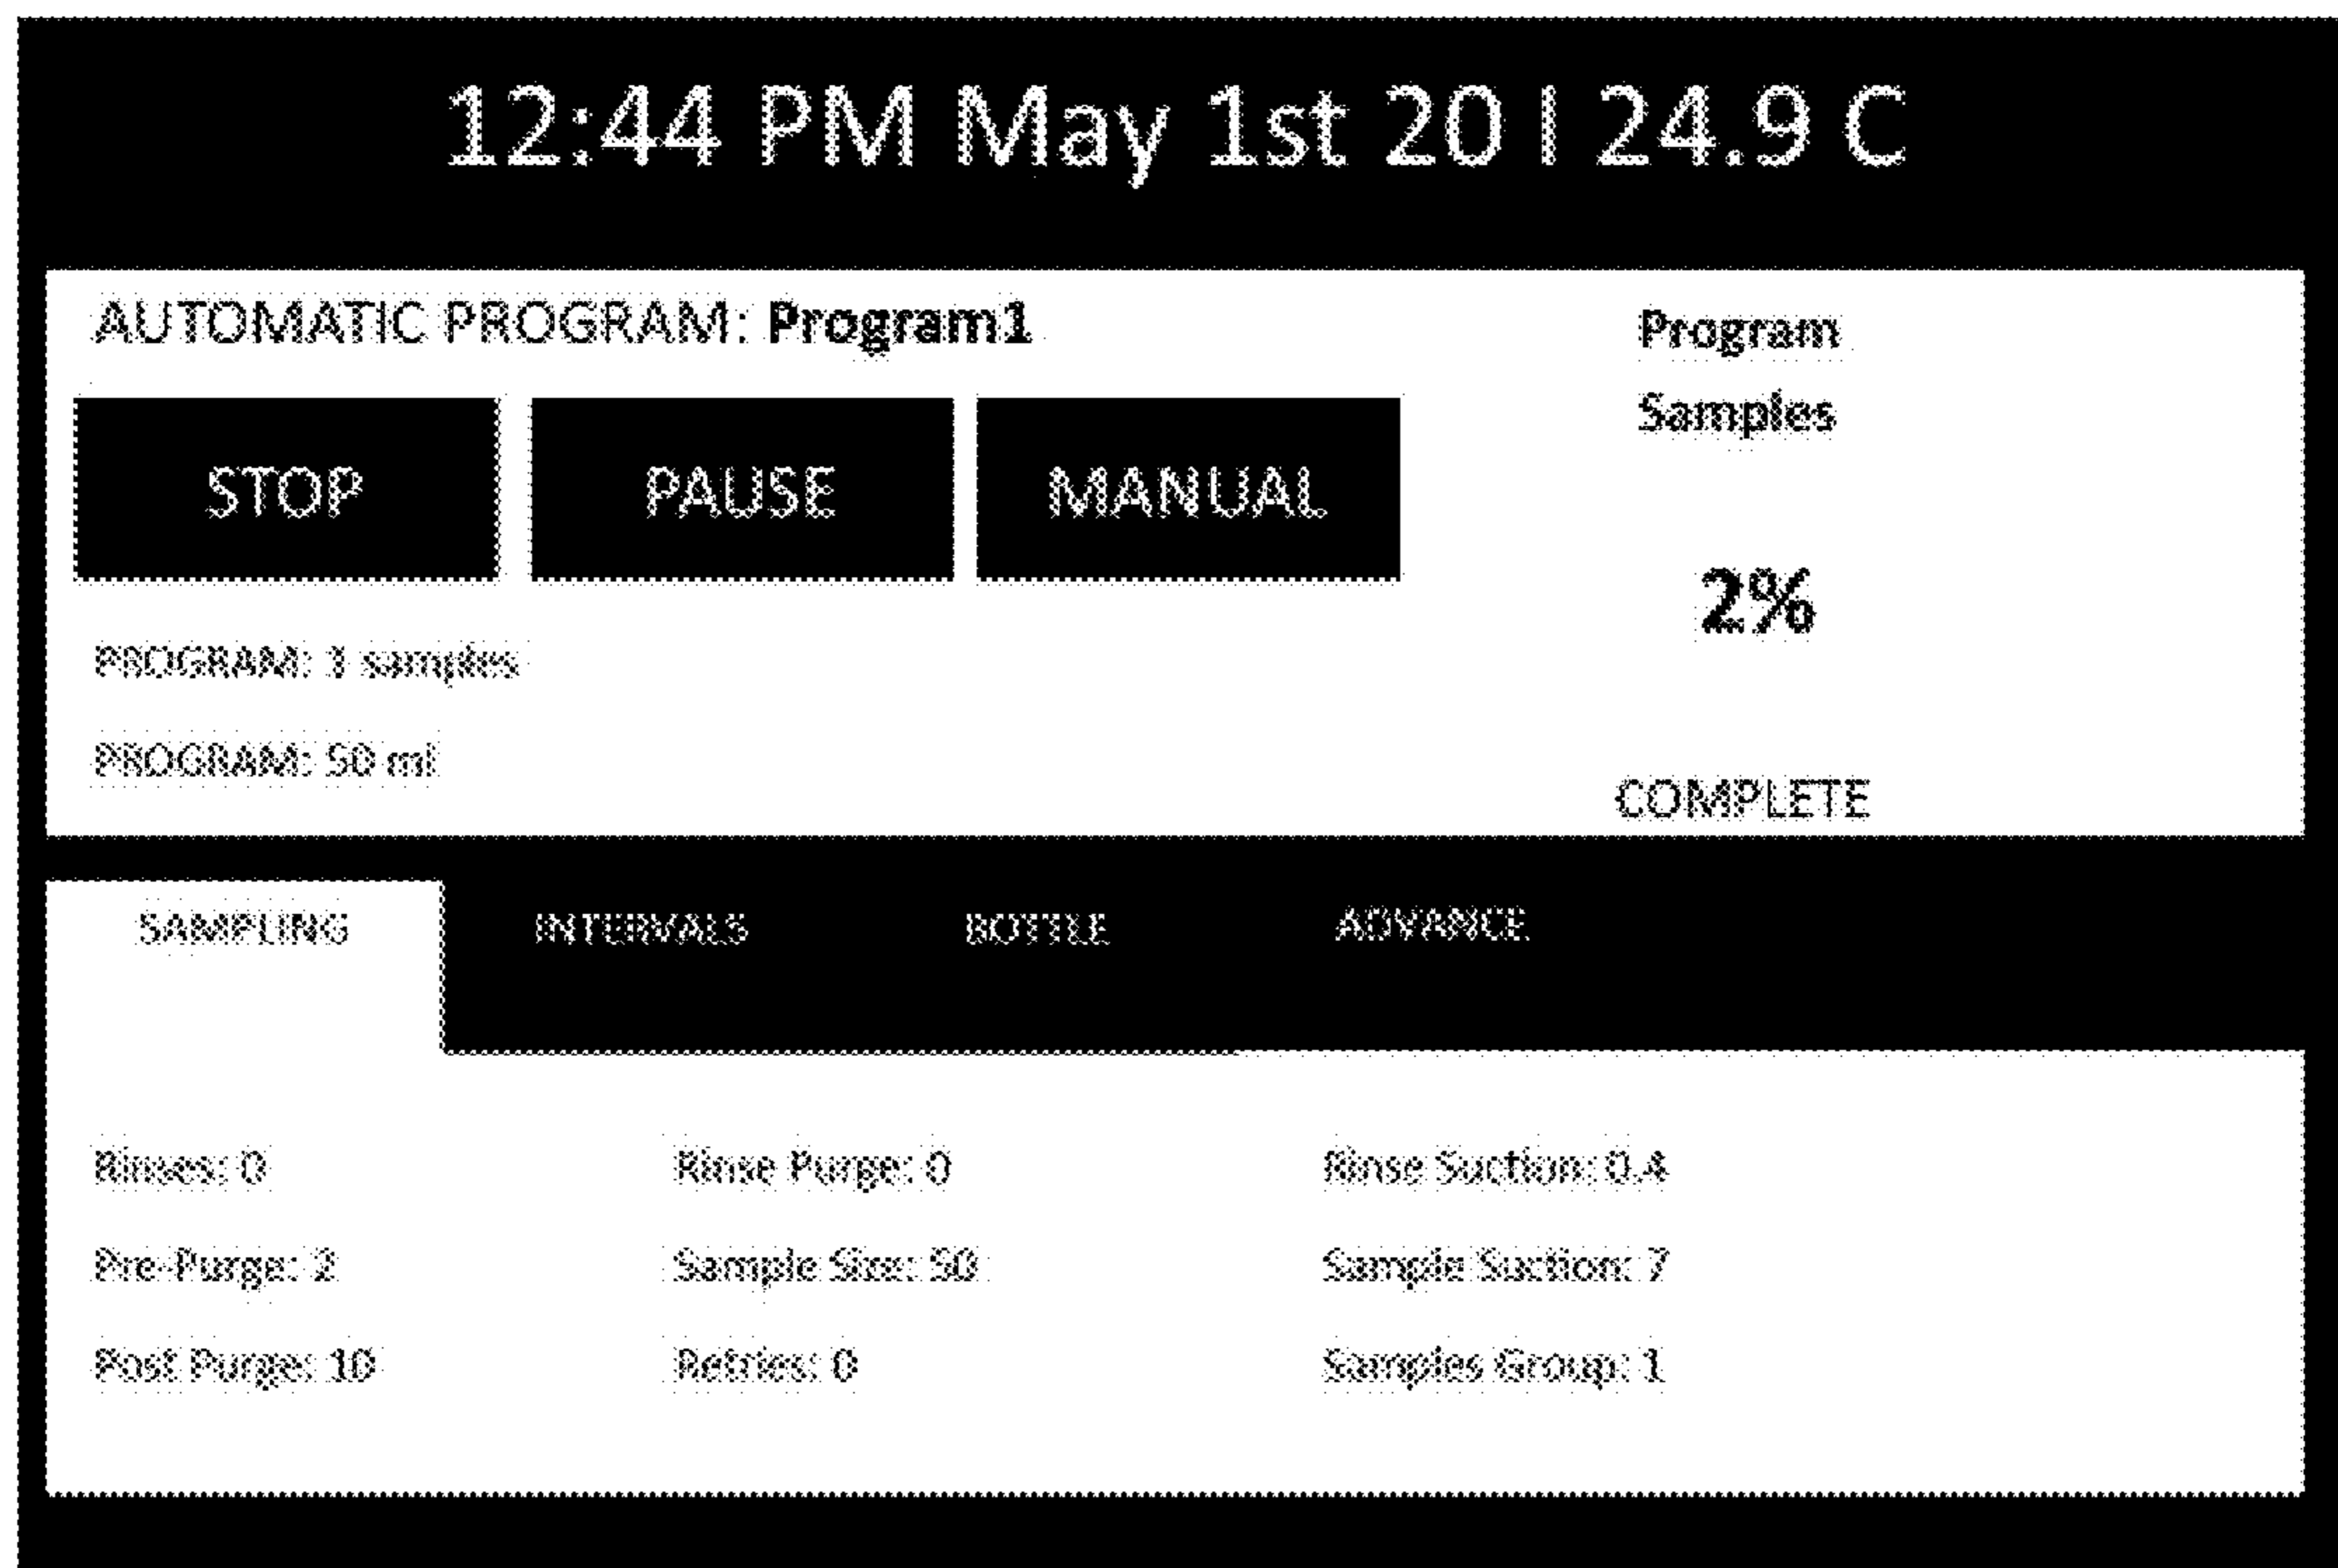 12:44 PM May 1st 20 I 24.9 C
AUTOMATIC PROGRAM: Program1
Program
Samples
STOP PAUSE MANUAL
2%
PROGRAM: 1 samples
PROGRAM: 50 ml
COMPLETE
SAMPLING INTERVALS BOTTLE ADVANCE
Rinses: 0 Rinse Purge: 0 Rinse Suction: 0.4
Pre-Purge: 2 Sample Size: 50 Sample Suction: 7
Post Purge: 10 Retries: 0 Samples Group: 1